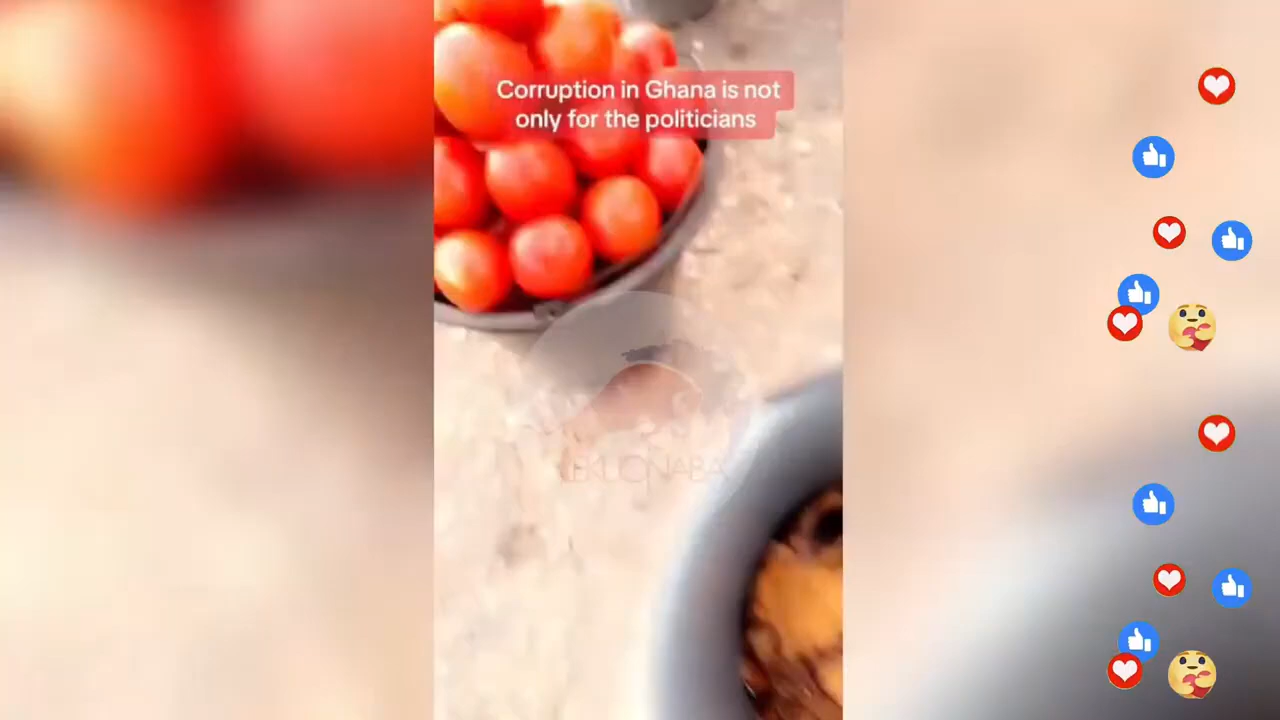 Corruption in Ghana is not
only for the politicians